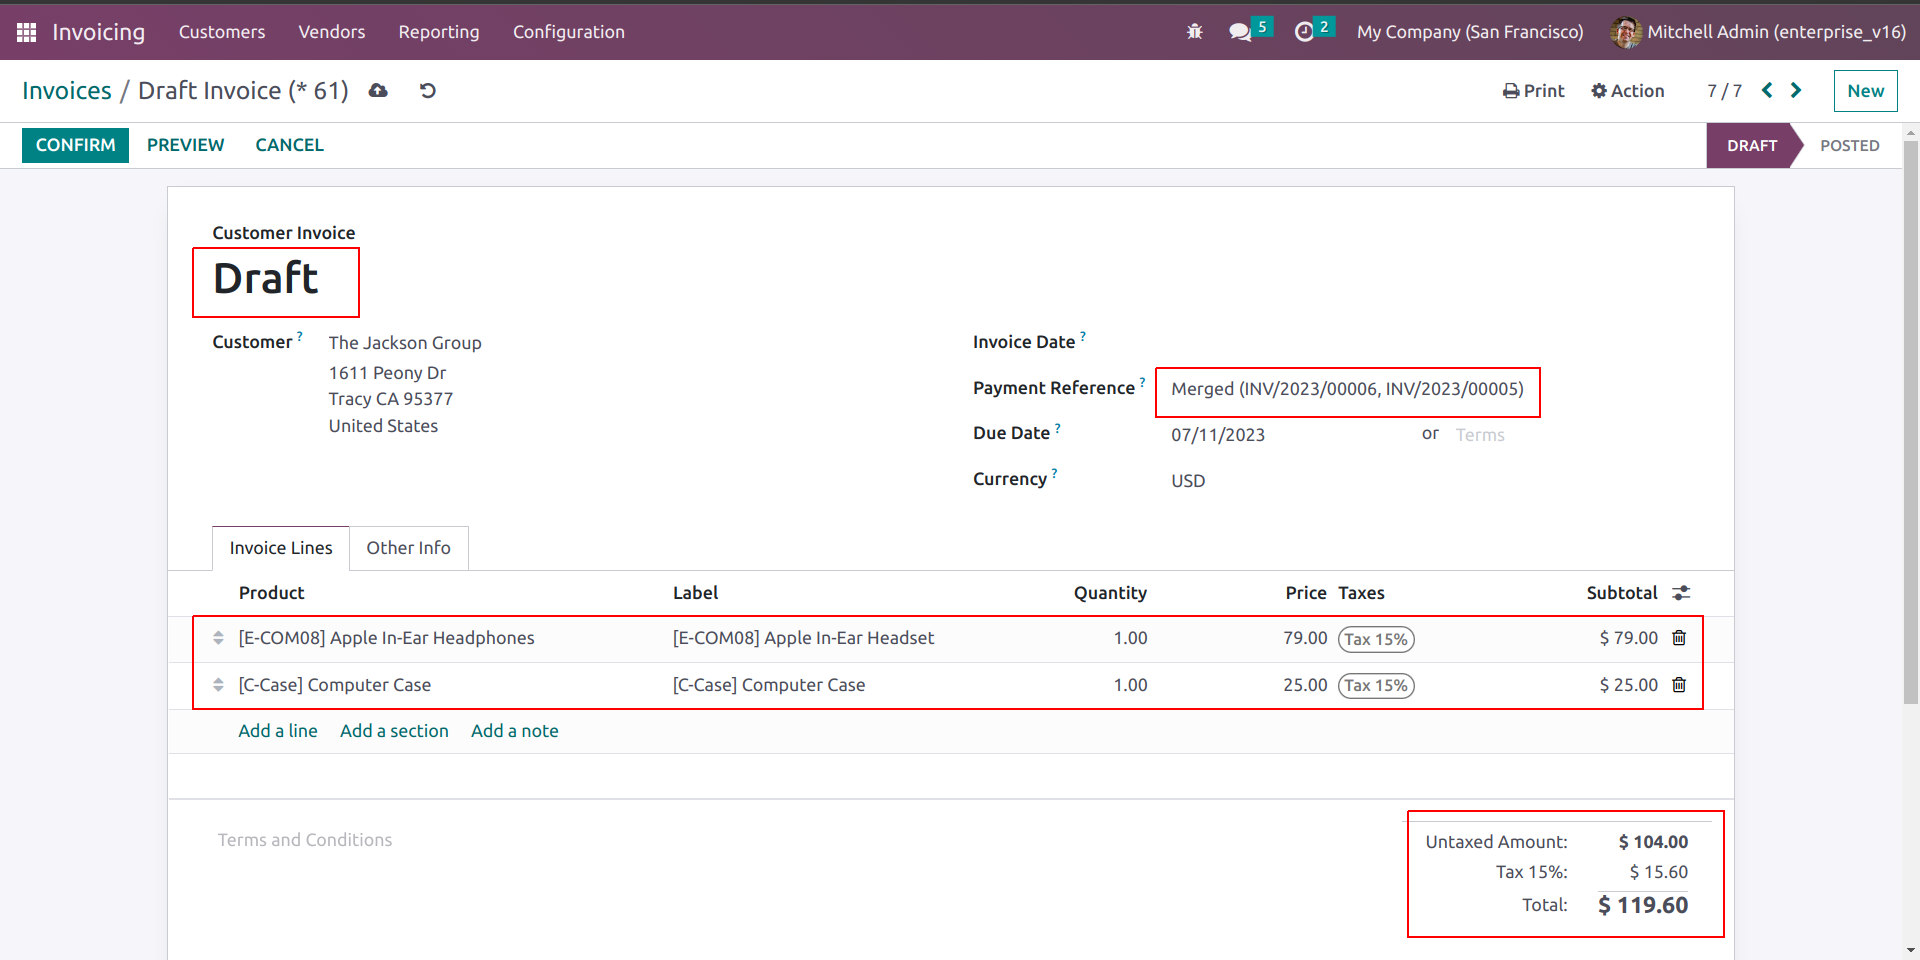 Invoicing Customers Vendors Reporting Configuration 5 2 My Company (San Francisco) Mitchell Admin (enterprise_v16)
Invoices / Draft Invoice (* 61) Print Action 7 / 7 New
CONFIRM PREVIEW CANCEL DRAFT POSTED
Customer Invoice
Draft
Customer ? The Jackson Group
1611 Peony Dr
Tracy CA 95377
United States
Invoice Date ?
Payment Reference ? Merged (INV/2023/00006, INV/2023/00005)
Due Date ? 07/11/2023 or Terms
Currency ? USD
Invoice Lines Other Info
Product Label Quantity Price Taxes Subtotal
[E-COM08] Apple In-Ear Headphones [E-COM08] Apple In-Ear Headset 1.00 79.00 Tax 15% $ 79.00
[C-Case] Computer Case [C-Case] Computer Case 1.00 25.00 Tax 15% $ 25.00
Add a line Add a section Add a note
Terms and Conditions
Untaxed Amount: $ 104.00
Tax 15%: $ 15.60
Total: $ 119.60